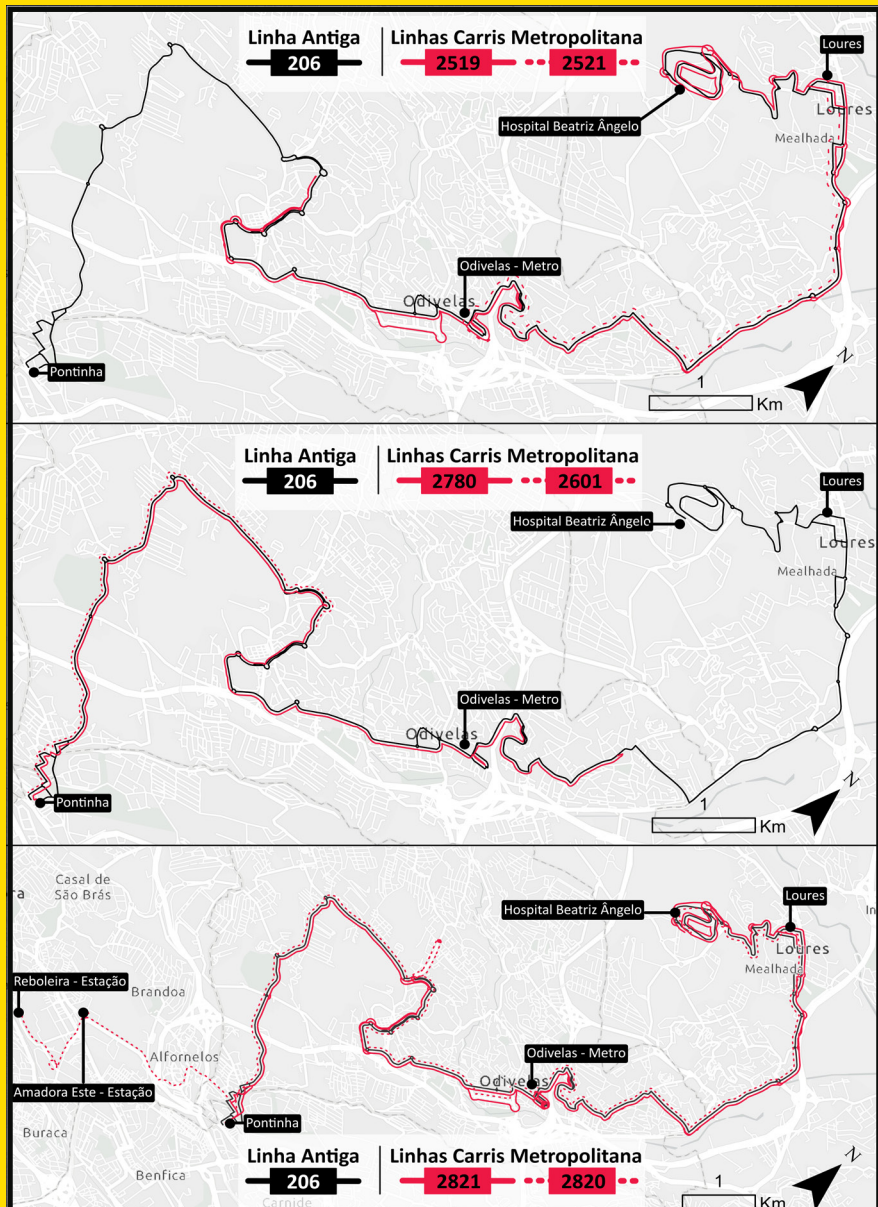 Linha Antiga
206
Linhas Carris Metropolitana
2519
2521
Loures
Loures
Mealhada
Hospital Beatriz Ângelo
Odivelas - Metro
Odivelas
Pontinha
N
1
Km
Linha Antiga
206
Linhas Carris Metropolitana
2780
2601
Loures
Hospital Beatriz Ângelo
Loures
Mealhada
Odivelas - Metro
Odivelas
Pontinha
N
1
Km
Casal de
São Brás
ra
Hospital Beatriz Ângelo
Loures
In
Loures
Mealhada
Reboleira - Estação
Brandoa
Alfornelos
Odivelas - Metro
Odivelas
Amadora Este - Estação
Pontinha
Buraca
Benfica
Carnide
Linha Antiga
206
Linhas Carris Metropolitana
2821
2820
N
1
Km